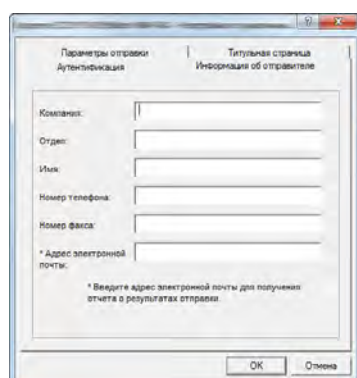 Параметры отправки
Титульная страница
Аутентификация
Информация об отправителе
Компания:
Отдел:
Имя:
Номер телефона:
Номер факса:
* Адрес электронной
почты:
* Введите адрес электронной почты для получения
отчета о результатах отправки.
OK
Отмена